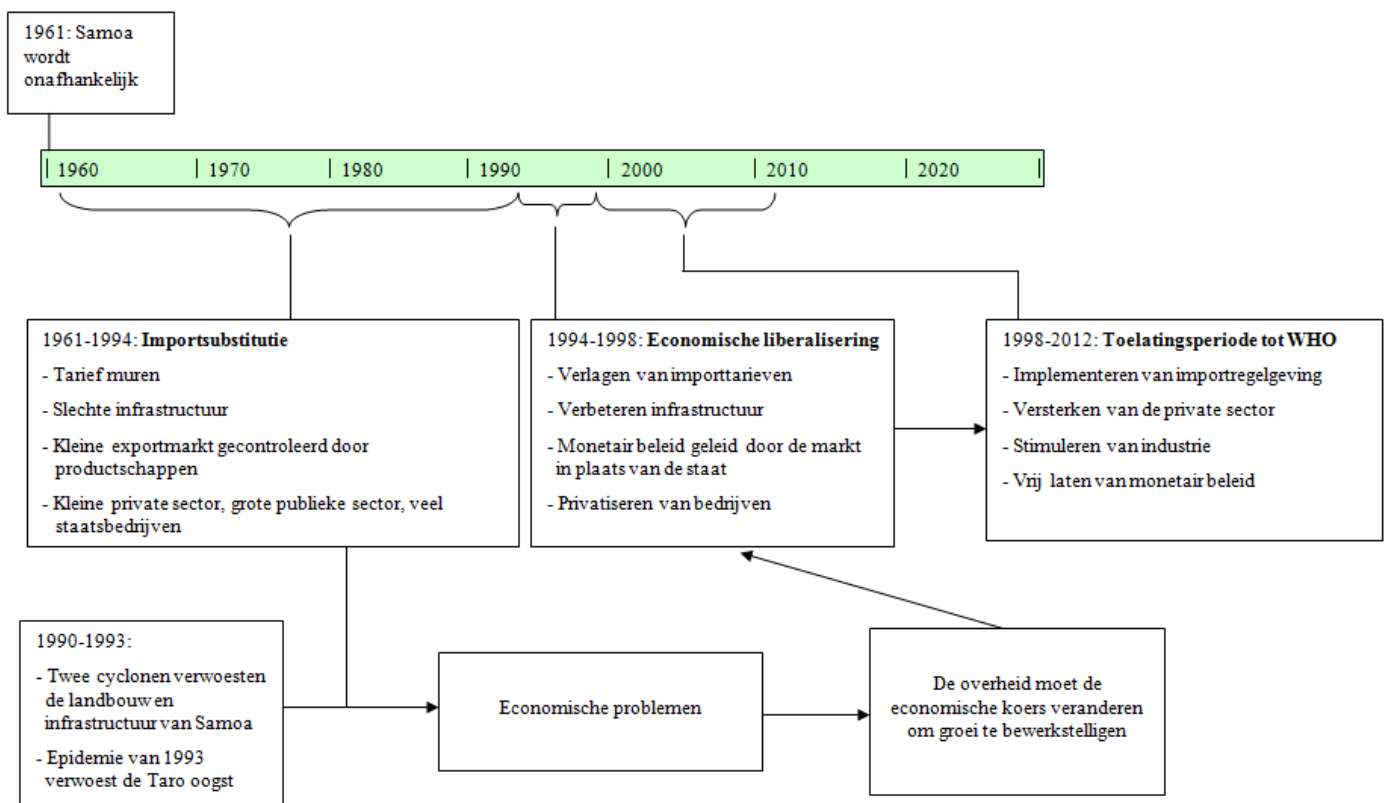 1961: Samoa
wordt
onafhankelijk
| 1960 | 1970 | 1980 | 1990 | 2000 | 2010 | 2020 |
1961-1994: Importsubstitutie
- Tarief muren
- Slechte infrastructuur
- Kleine exportmarkt gecontroleerd door
productschappen
- Kleine private sector, grote publieke sector, veel
staatsbedrijven
1994-1998: Economische liberalisering
- Verlagen van importtarieven
- Verbeteren infrastructuur
- Monetair beleid geleid door de markt
in plaats van de staat
- Privatiseren van bedrijven
1998-2012: Toelatingsperiode tot WHO
- Implementeren van importregelgeving
- Versterken van de private sector
- Stimuleren van industrie
- Vrij laten van monetair beleid
1990-1993:
- Twee cyclonen verwoesten
de landbouw en
infrastructuur van Samoa
- Epidemie van 1993
verwoest de Taro oogst
Economische problemen
De overheid moet de
economische koers veranderen
om groei te bewerkstelligen